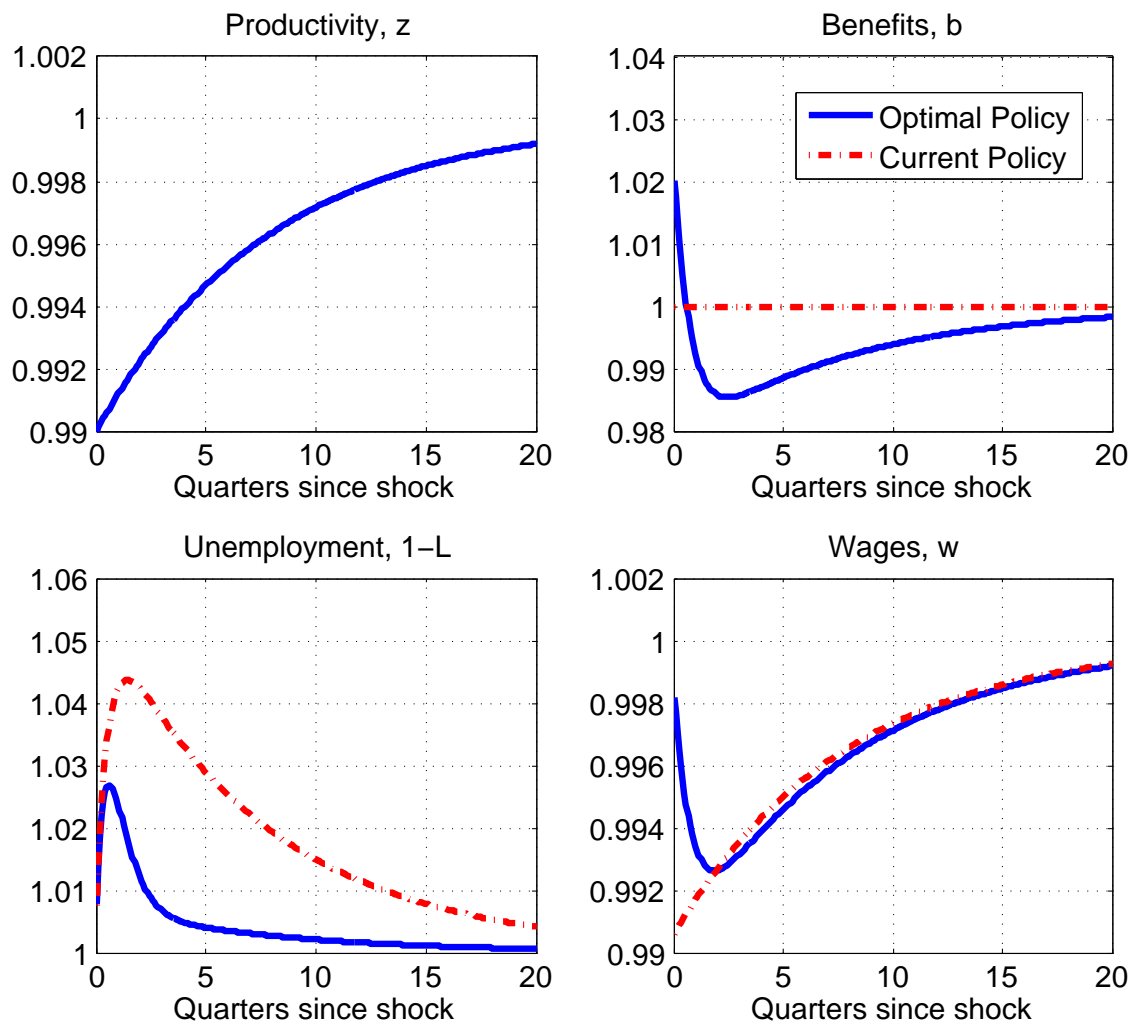 Productivity, z
1.002
1
0.998
0.996
0.994
0.992
0.99
0 5 10 15 20
Quarters since shock
Benefits, b
1.04
1.03
1.02
1.01
1
0.99
0.98
Optimal Policy
Current Policy
0 5 10 15 20
Quarters since shock
Unemployment, 1−L
1.06
1.05
1.04
1.03
1.02
1.01
1
0 5 10 15 20
Quarters since shock
Wages, w
1.002
1
0.998
0.996
0.994
0.992
0.99
0 5 10 15 20
Quarters since shock